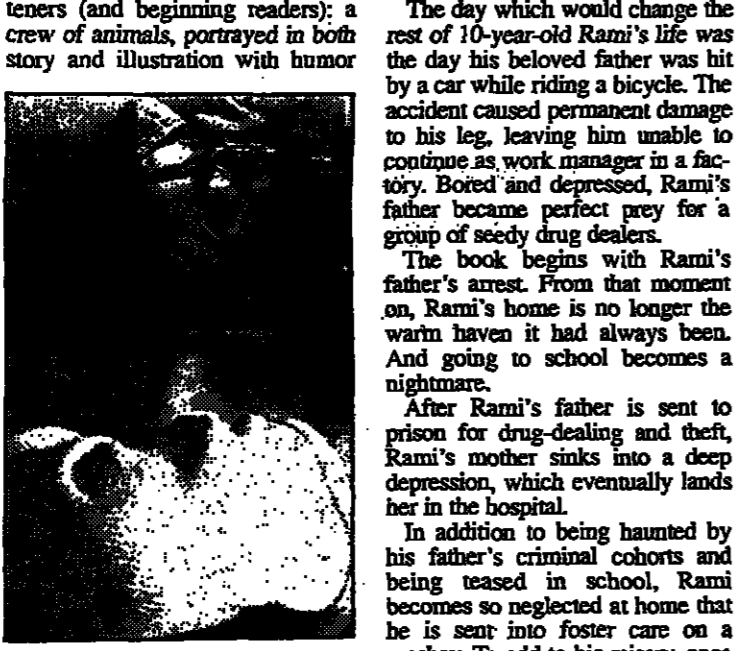 teners (and beginning readers): a
crew of animals, portrayed in both
story and illustration with humor
The day which would change the
rest of 10-year-old Rami's life was
the day his beloved father was hit
by a car while riding a bicycle. The
accident caused permanent damage
to his leg, leaving him unable to
continue as work manager in a fac-
tory. Bored and depressed, Rami's
father became perfect prey for a
group of seedy drug dealers.
The book begins with Rami's
father's arrest. From that moment
on, Rami's home is no longer the
warm haven it had always been.
And going to school becomes a
nightmare.
After Rami's father is sent to
prison for drug-dealing and theft,
Rami's mother sinks into a deep
depression, which eventually lands
her in the hospital.
In addition to being haunted by
his father's criminal cohorts and
being teased in school, Rami
becomes so neglected at home that
he is sent into foster care on a